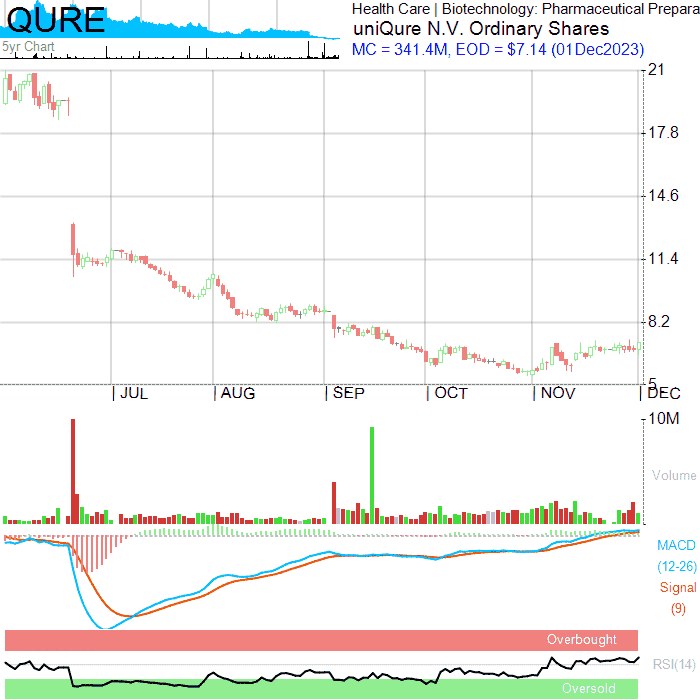 QURE
5yr Chart
Health Care | Biotechnology: Pharmaceutical Prepara
uniQure N.V. Ordinary Shares
MC = 341.4M, EOD = $7.14 (01Dec2023)
21
17.8
14.6
11.4
8.2
5
JUL AUG SEP OCT NOV DEC
10M
Volume
MACD
(12-26)
Signal
(9)
Overbought
RSI(14)
Oversold